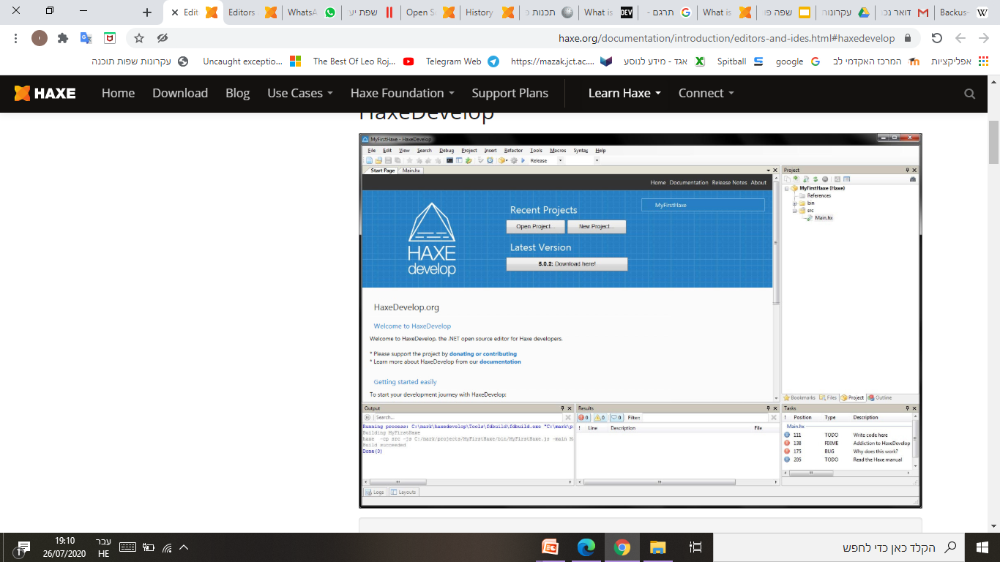 Edit
Editors
WhatsA
שפת יע
Open S
History
תכנות כ
What is
DEV
תרגם -
What is
שפה פו
עקרונות
דואר נכ
Backus-
W
haxe.org/documentation/introduction/editors-and-ides.html#haxedevelop
עקרונות שפות תוכנה
Uncaught exceptio...
The Best Of Leo Roj...
Telegram Web
https://mazak.jct.ac....
אגד - מידע לנוסע
Spitball
google
המרכז האקדמי לב
אפליקציות
HAXE
Home
Download
Blog
Use Cases
Haxe Foundation
Support Plans
Learn Haxe
Connect
HaxeDevelop
MyFirstHaxe - HaxeDevelop
File Edit View Search Debug Project Insert Refactor Tools Macros Syntax Help
Release
Start Page
Main.hx
Project
Home Documentation Release Notes About
MyFirstHaxe (Haxe)
References
bin
src
Main.hx
Recent Projects
MyFirstHaxe
Open Project...
New Project...
Latest Version
5.0.2: Download here!
HAXE
develop
HaxeDevelop.org
Welcome to HaxeDevelop
Welcome to HaxeDevelop, the .NET open source editor for Haxe developers.
* Please support the project by donating or contributing
* Learn more about HaxeDevelop from our documentation
Getting started easily
To start your development journey with HaxeDevelop:
Bookmarks Files Project Outline
Output
Search...
Running process: C:\mark\haxedevelop\Tools\fdbuild\fdbuild.exe "C:\mark\p
Building MyFirstHaxe
haxe -cp src -js C:/mark/projects/MyFirstHaxe/bin/MyFirstHaxe.js -main M
Build succeeded
Done(0)
Results
0 0 0 Filter:
! Line Description File
Tasks
! Position Type Description
Main.hx
111 TODO Write code here
138 FIXME Addiction to HaxeDevelop
175 BUG Why does this work?
205 TODO Read the Haxe manual
Logs Layouts
19:10
26/07/2020
עבר
HE
1
הקלד כאן כדי לחפש